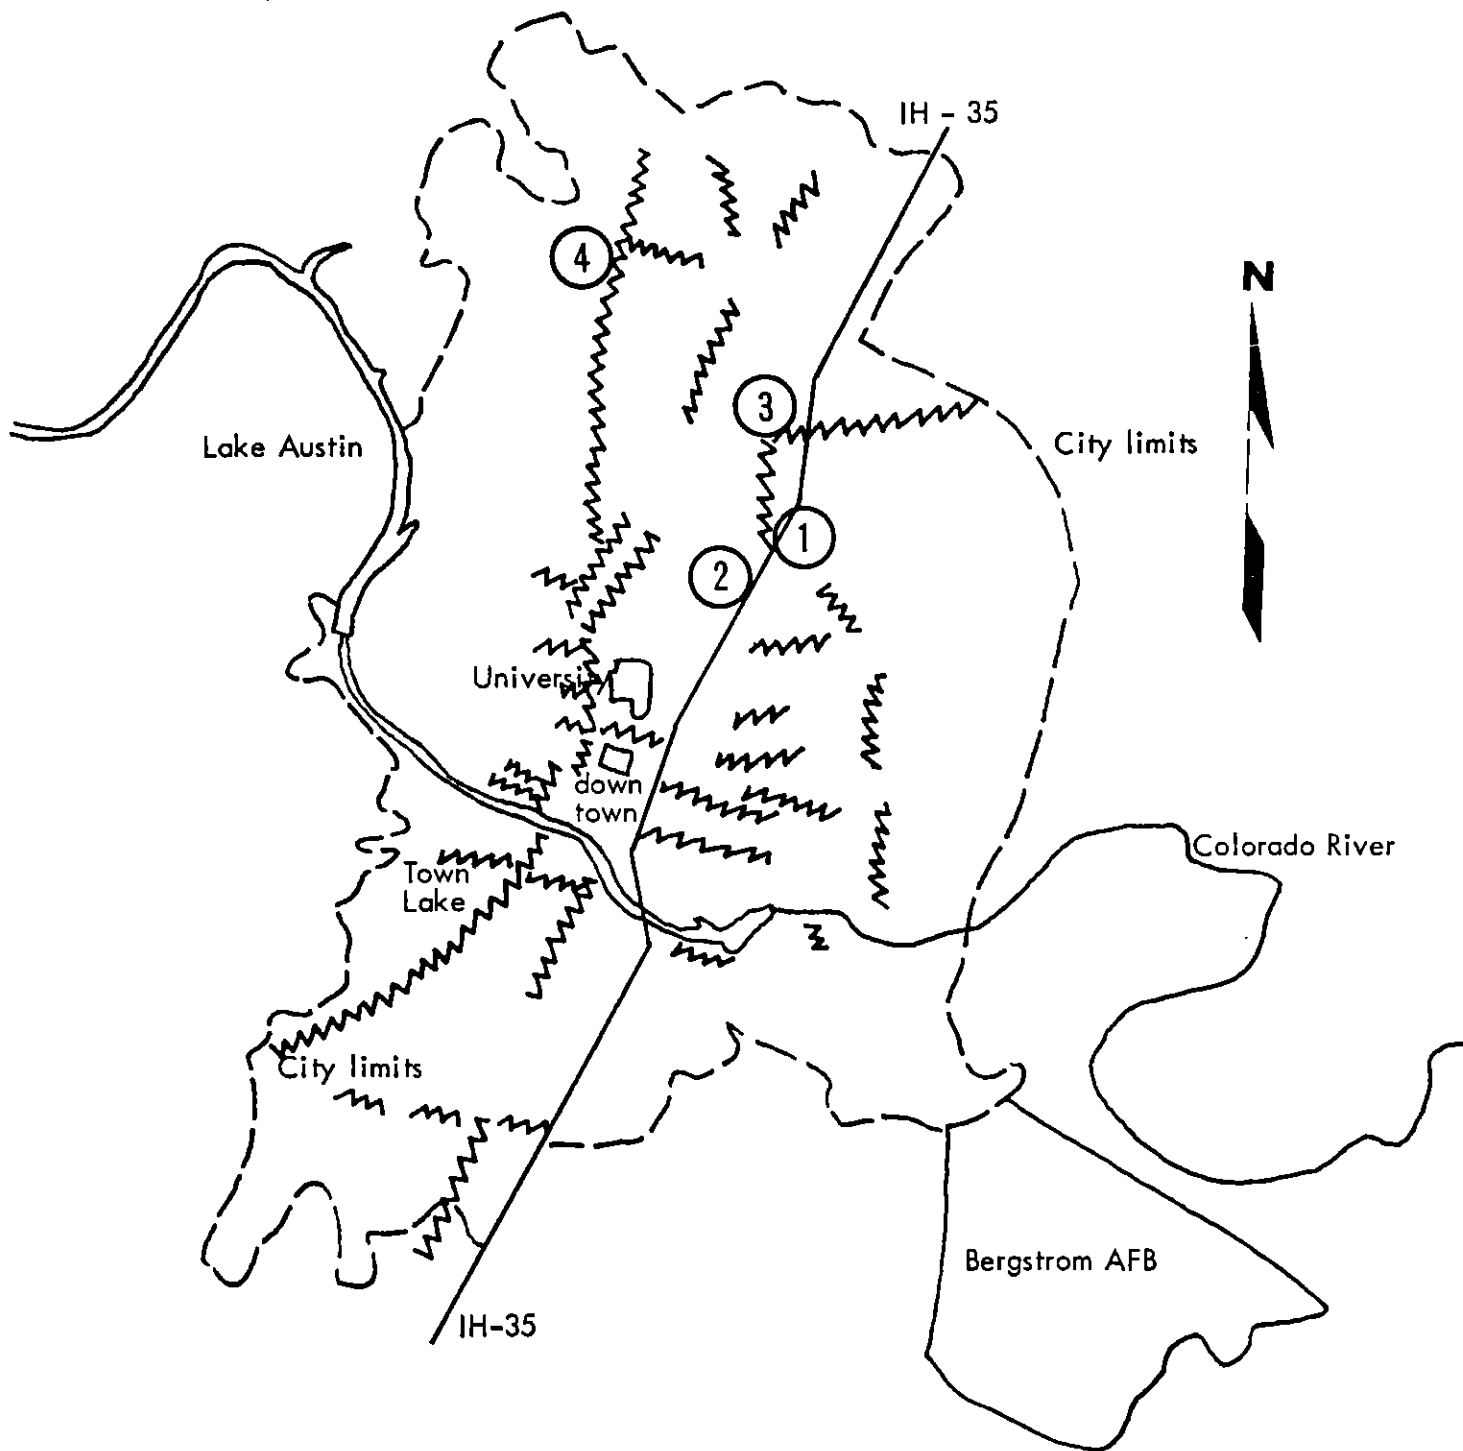 IH - 35
N
4
3
Lake Austin
City limits
1
2
University
down
town
Colorado River
Town
Lake
City limits
Bergstrom AFB
IH-35